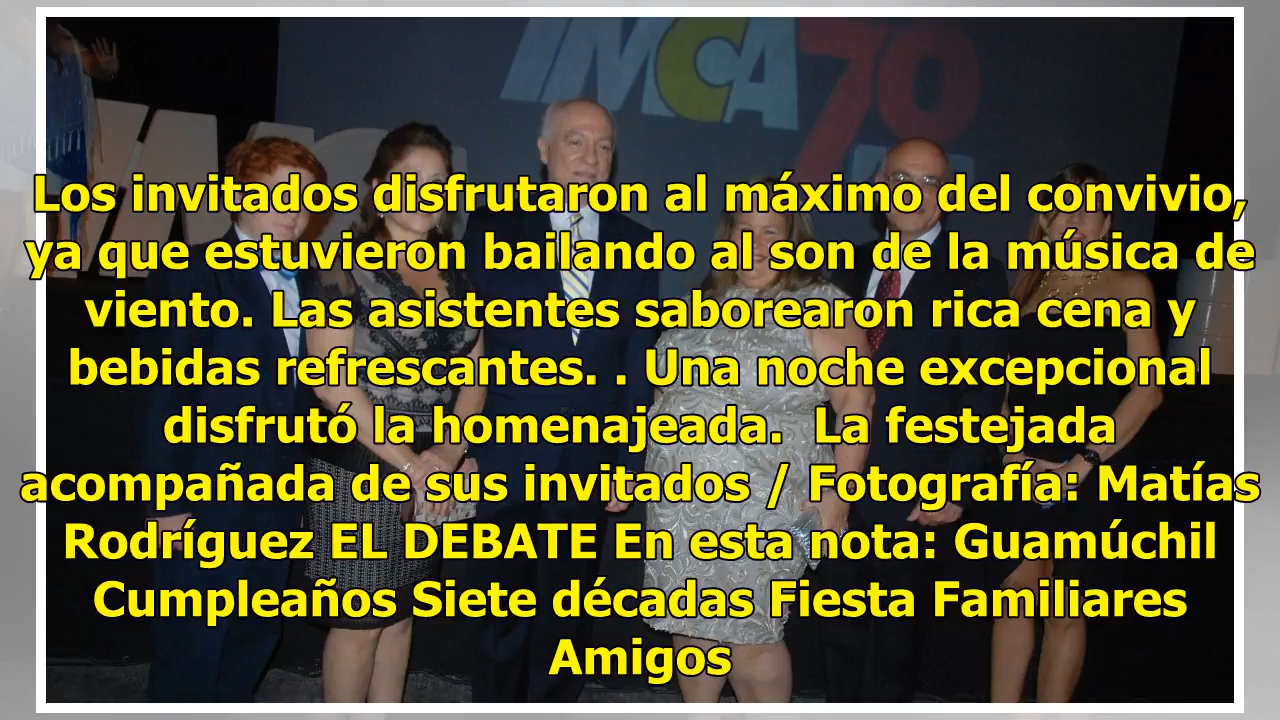 IMCA 70
Los invitados disfrutaron al máximo del convivio,
ya que estuvieron bailando al son de la música de
viento. Las asistentes saborearon rica cena y
bebidas refrescantes. . Una noche excepcional
disfrutó la homenajeada.  La festejada
acompañada de sus invitados / Fotografía: Matías
Rodríguez EL DEBATE En esta nota: Guamúchil
Cumpleaños Siete décadas Fiesta Familiares
Amigos